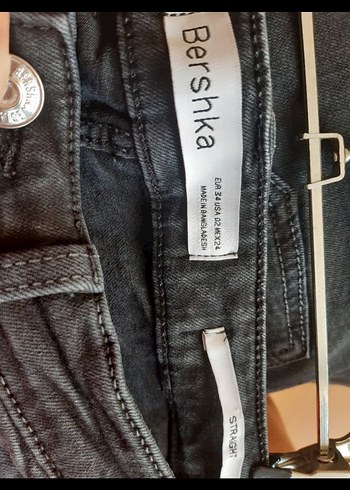 Bershka
EUR 34 USA 02 MEX 24
MADE IN BANGLADESH
STRAIGHT